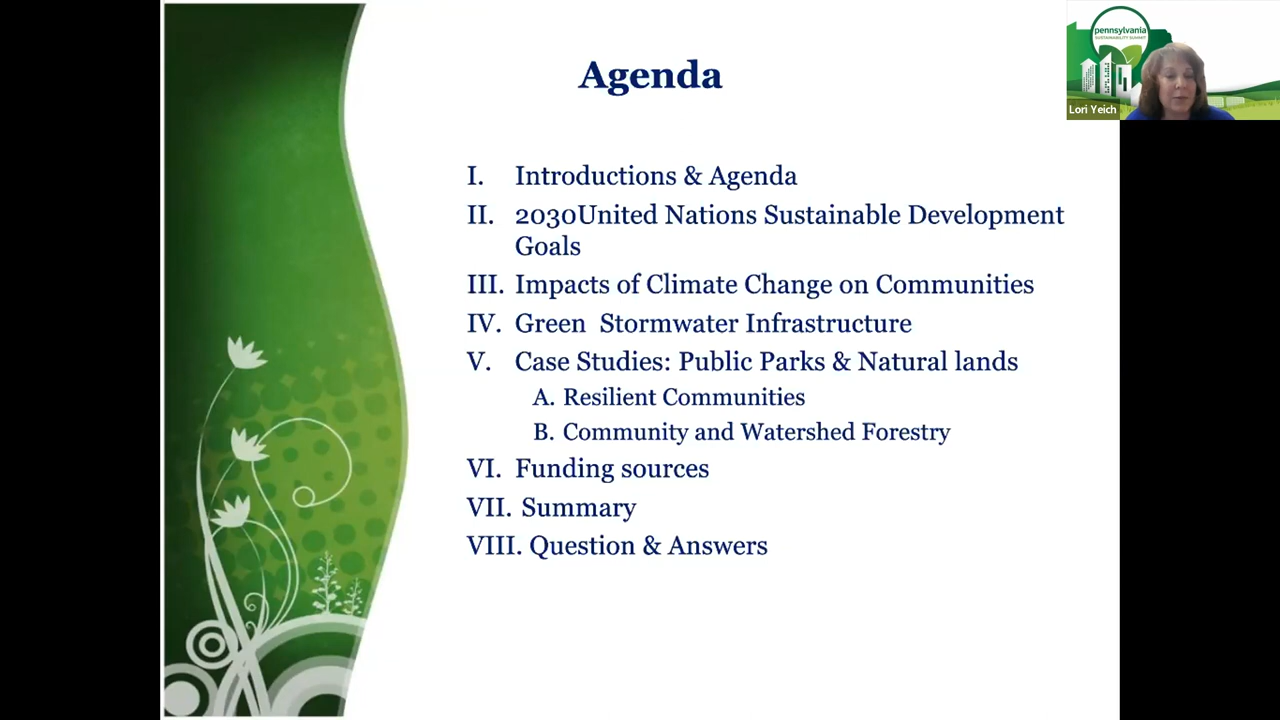 Agenda
pennsylvania
SUSTAINABILITY SUMMIT
Lori Yeich
I. Introductions & Agenda
II. 2030United Nations Sustainable Development
Goals
III. Impacts of Climate Change on Communities
IV. Green Stormwater Infrastructure
V. Case Studies: Public Parks & Natural lands
A. Resilient Communities
B. Community and Watershed Forestry
VI. Funding sources
VII. Summary
VIII. Question & Answers